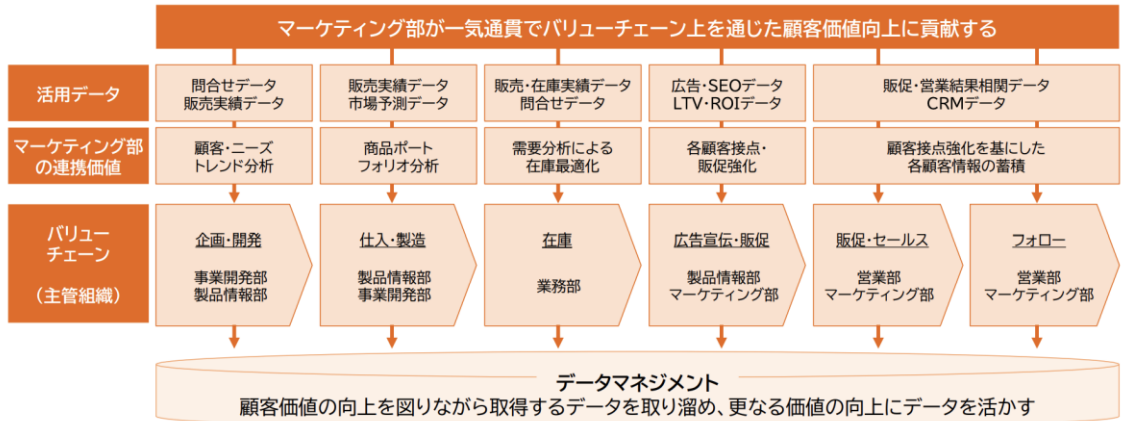 マーケティング部が一気通貫でバリューチェーン上を通じた顧客価値向上に貢献する
活用データ
問合せデータ
販売実績データ
販売実績データ
市場予測データ
販売・在庫実績データ
問合せデータ
広告・SEOデータ
LTV・ROIデータ
販促・営業結果相関データ
CRMデータ
マーケティング部
の連携価値
顧客・ニーズ
トレンド分析
商品ポート
フォリオ分析
需要分析による
在庫最適化
各顧客接点・
販促強化
顧客接点強化を基にした
各顧客情報の蓄積
バリュー
チェーン
（主管組織）
企画・開発
事業開発部
製品情報部
仕入・製造
製品情報部
事業開発部
在庫
業務部
広告宣伝・販促
製品情報部
マーケティング部
販促・セールス
営業部
マーケティング部
フォロー
営業部
マーケティング部
データマネジメント
顧客価値の向上を図りながら取得するデータを取り溜め、更なる価値の向上にデータを活かす